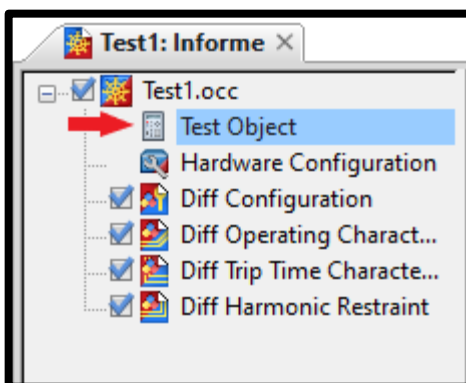 Test1: Informe
Test1.occ
Test Object
Hardware Configuration
Diff Configuration
Diff Operating Charact...
Diff Trip Time Characte...
Diff Harmonic Restraint